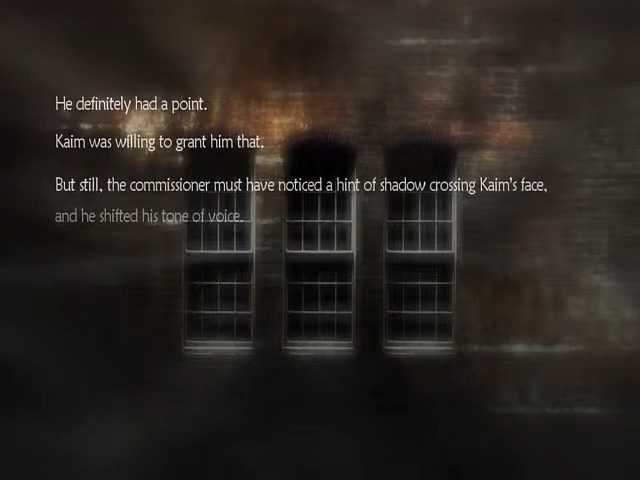 He definitely had a point.
Kaim was willing to grant him that.
But still, the commissioner must have noticed a hint of shadow crossing Kaim's face,
and he shifted his tone of voice.